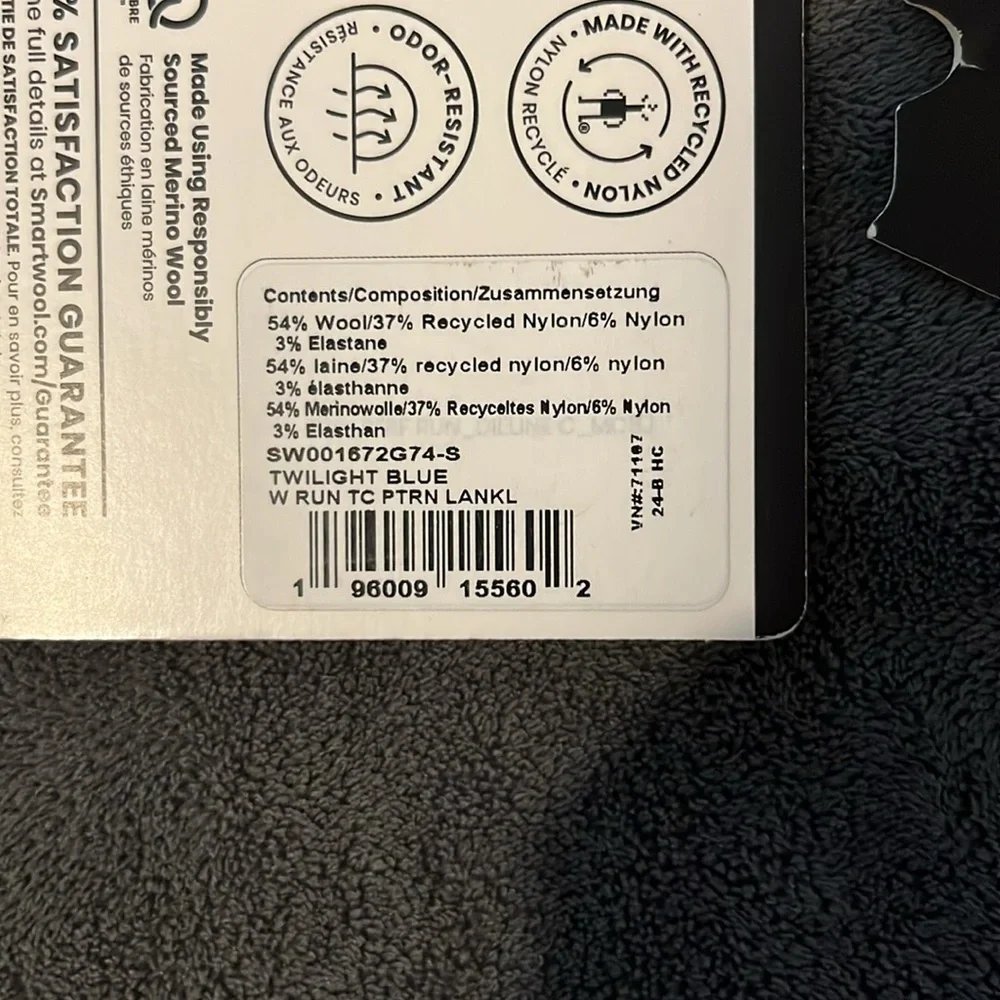 % SATISFACTION GUARANTEE
full details at Smartwool.com/Guarantee
TIE DE SATISFACTION TOTALE. Pour en savoir plus, consultez
Made Using Responsibly
Sourced Merino Wool
Fabrication en laine mérinos
de sources éthiques
ODOR-RESISTANT • RÉSISTANCE AUX ODEURS •
MADE WITH RECYCLED NYLON • NYLON RECYCLÉ •
®
Contents/Composition/Zusammensetzung
54% Wool/37% Recycled Nylon/6% Nylon
3% Elastane
54% laine/37% recycled nylon/6% nylon
3% élasthanne
54% Merinowolle/37% Recyceltes Nylon/6% Nylon
3% Elasthan
SW001672G74-S
TWILIGHT BLUE
W RUN TC PTRN LANKL
VN#:71167
24-B HC
1 96009 15560 2